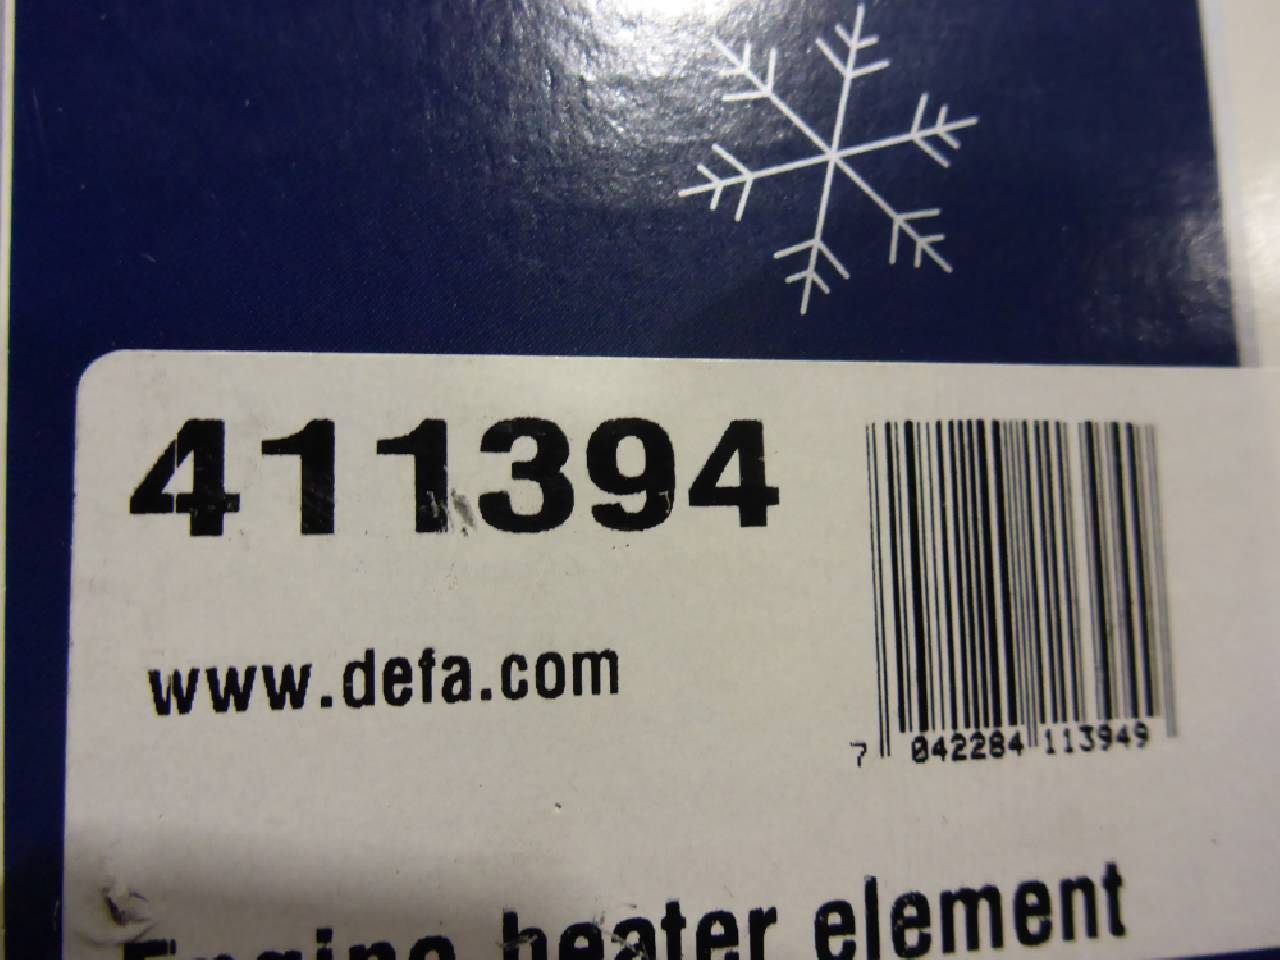 411394
www.defa.com
7 042284 113949
Engine heater element